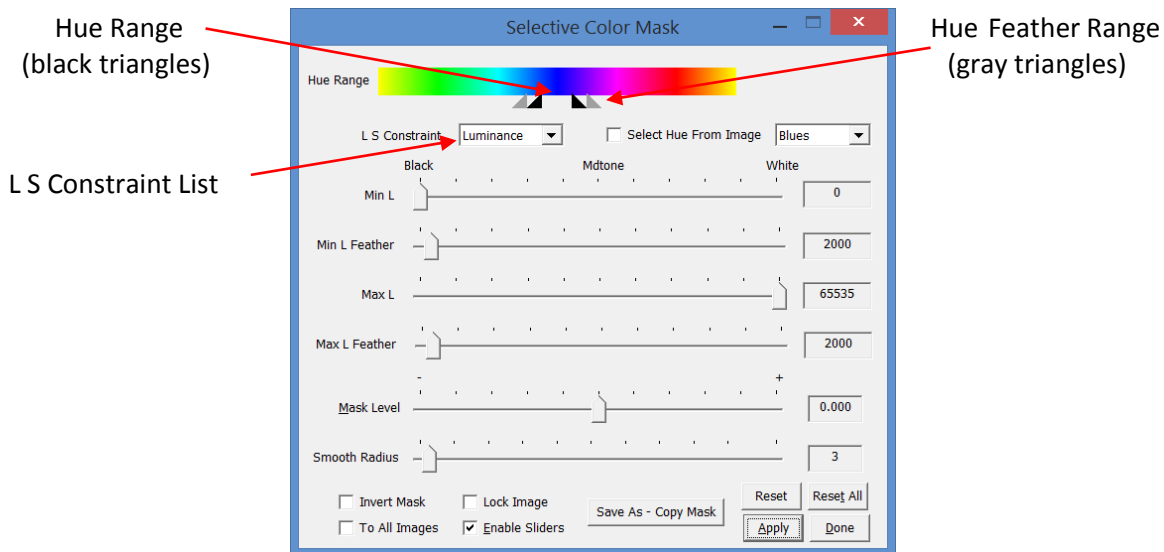 Selective Color Mask
Hue Range
(black triangles)
Hue Feather Range
(gray triangles)
Hue Range
L S Constraint Luminance Select Hue From Image Blues
L S Constraint List
Black Mdtone White
Min L 0
Min L Feather 2000
Max L 65535
Max L Feather 2000
- +
Mask Level 0.000
Smooth Radius 3
Invert Mask Lock Image Save As - Copy Mask Reset Reset All
To All Images Enable Sliders Apply Done